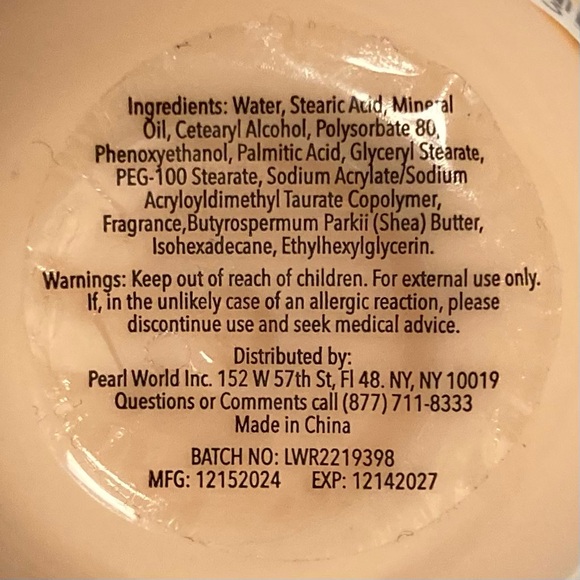 Ingredients: Water, Stearic Acid, Mineral
Oil, Cetearyl Alcohol, Polysorbate 80,
Phenoxyethanol, Palmitic Acid, Glyceryl Stearate,
PEG-100 Stearate, Sodium Acrylate/Sodium
Acryloyldimethyl Taurate Copolymer,
Fragrance,Butyrospermum Parkii (Shea) Butter,
Isohexadecane, Ethylhexylglycerin.
Warnings: Keep out of reach of children. For external use only.
If, in the unlikely case of an allergic reaction, please
discontinue use and seek medical advice.
Distributed by:
Pearl World Inc. 152 W 57th St, Fl 48. NY, NY 10019
Questions or Comments call (877) 711-8333
Made in China
BATCH NO: LWR2219398
MFG: 12152024 EXP: 12142027